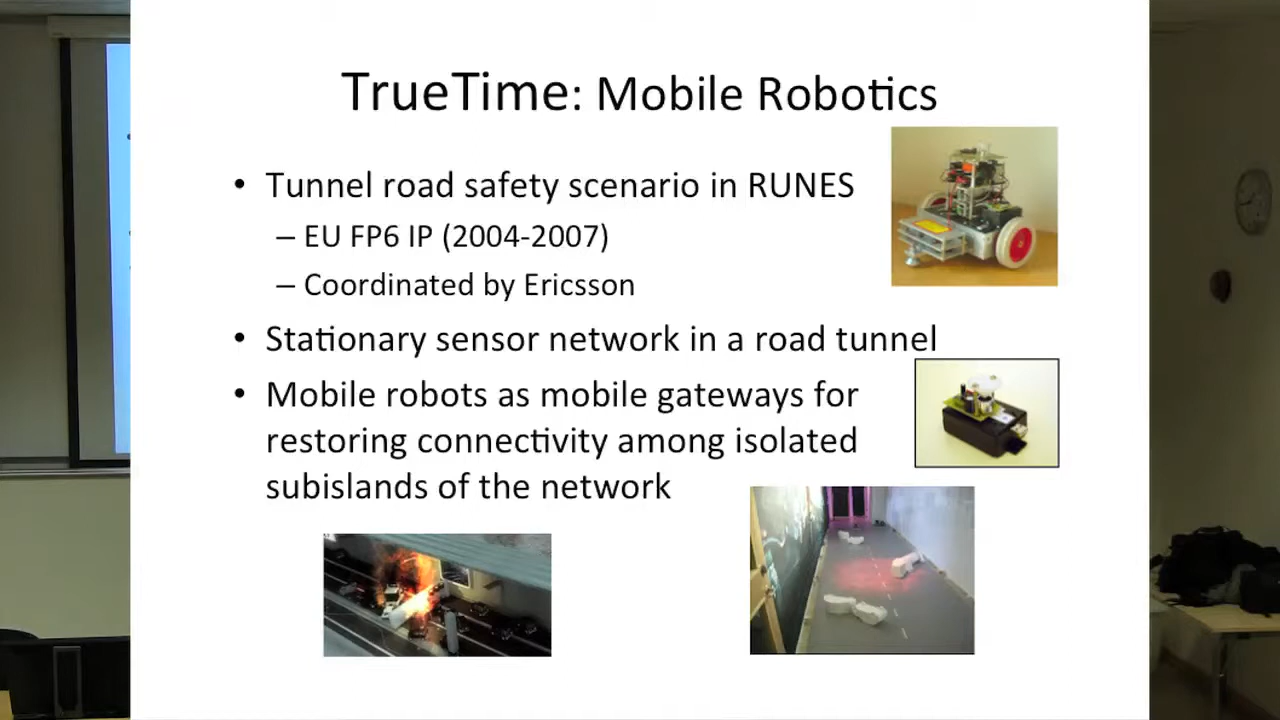 TrueTime: Mobile Robotics
• Tunnel road safety scenario in RUNES
– EU FP6 IP (2004-2007)
– Coordinated by Ericsson
• Stationary sensor network in a road tunnel
• Mobile robots as mobile gateways for
restoring connectivity among isolated
subislands of the network